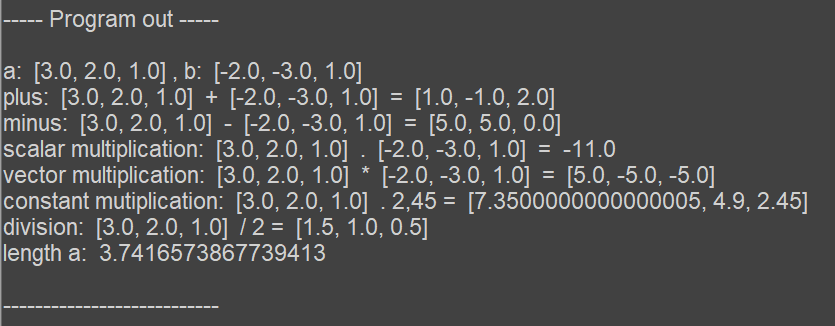 ----- Program out -----
a:  [3.0, 2.0, 1.0] , b:  [-2.0, -3.0, 1.0]
plus:  [3.0, 2.0, 1.0]  +  [-2.0, -3.0, 1.0]  =  [1.0, -1.0, 2.0]
minus:  [3.0, 2.0, 1.0]  -  [-2.0, -3.0, 1.0]  =  [5.0, 5.0, 0.0]
scalar multiplication:  [3.0, 2.0, 1.0]  .  [-2.0, -3.0, 1.0]  =  -11.0
vector multiplication:  [3.0, 2.0, 1.0]  *  [-2.0, -3.0, 1.0]  =  [5.0, -5.0, -5.0]
constant mutiplication:  [3.0, 2.0, 1.0]  . 2,45 =  [7.3500000000000005, 4.9, 2.45]
division:  [3.0, 2.0, 1.0]  / 2 =  [1.5, 1.0, 0.5]
length a:  3.7416573867739413
---------------------------